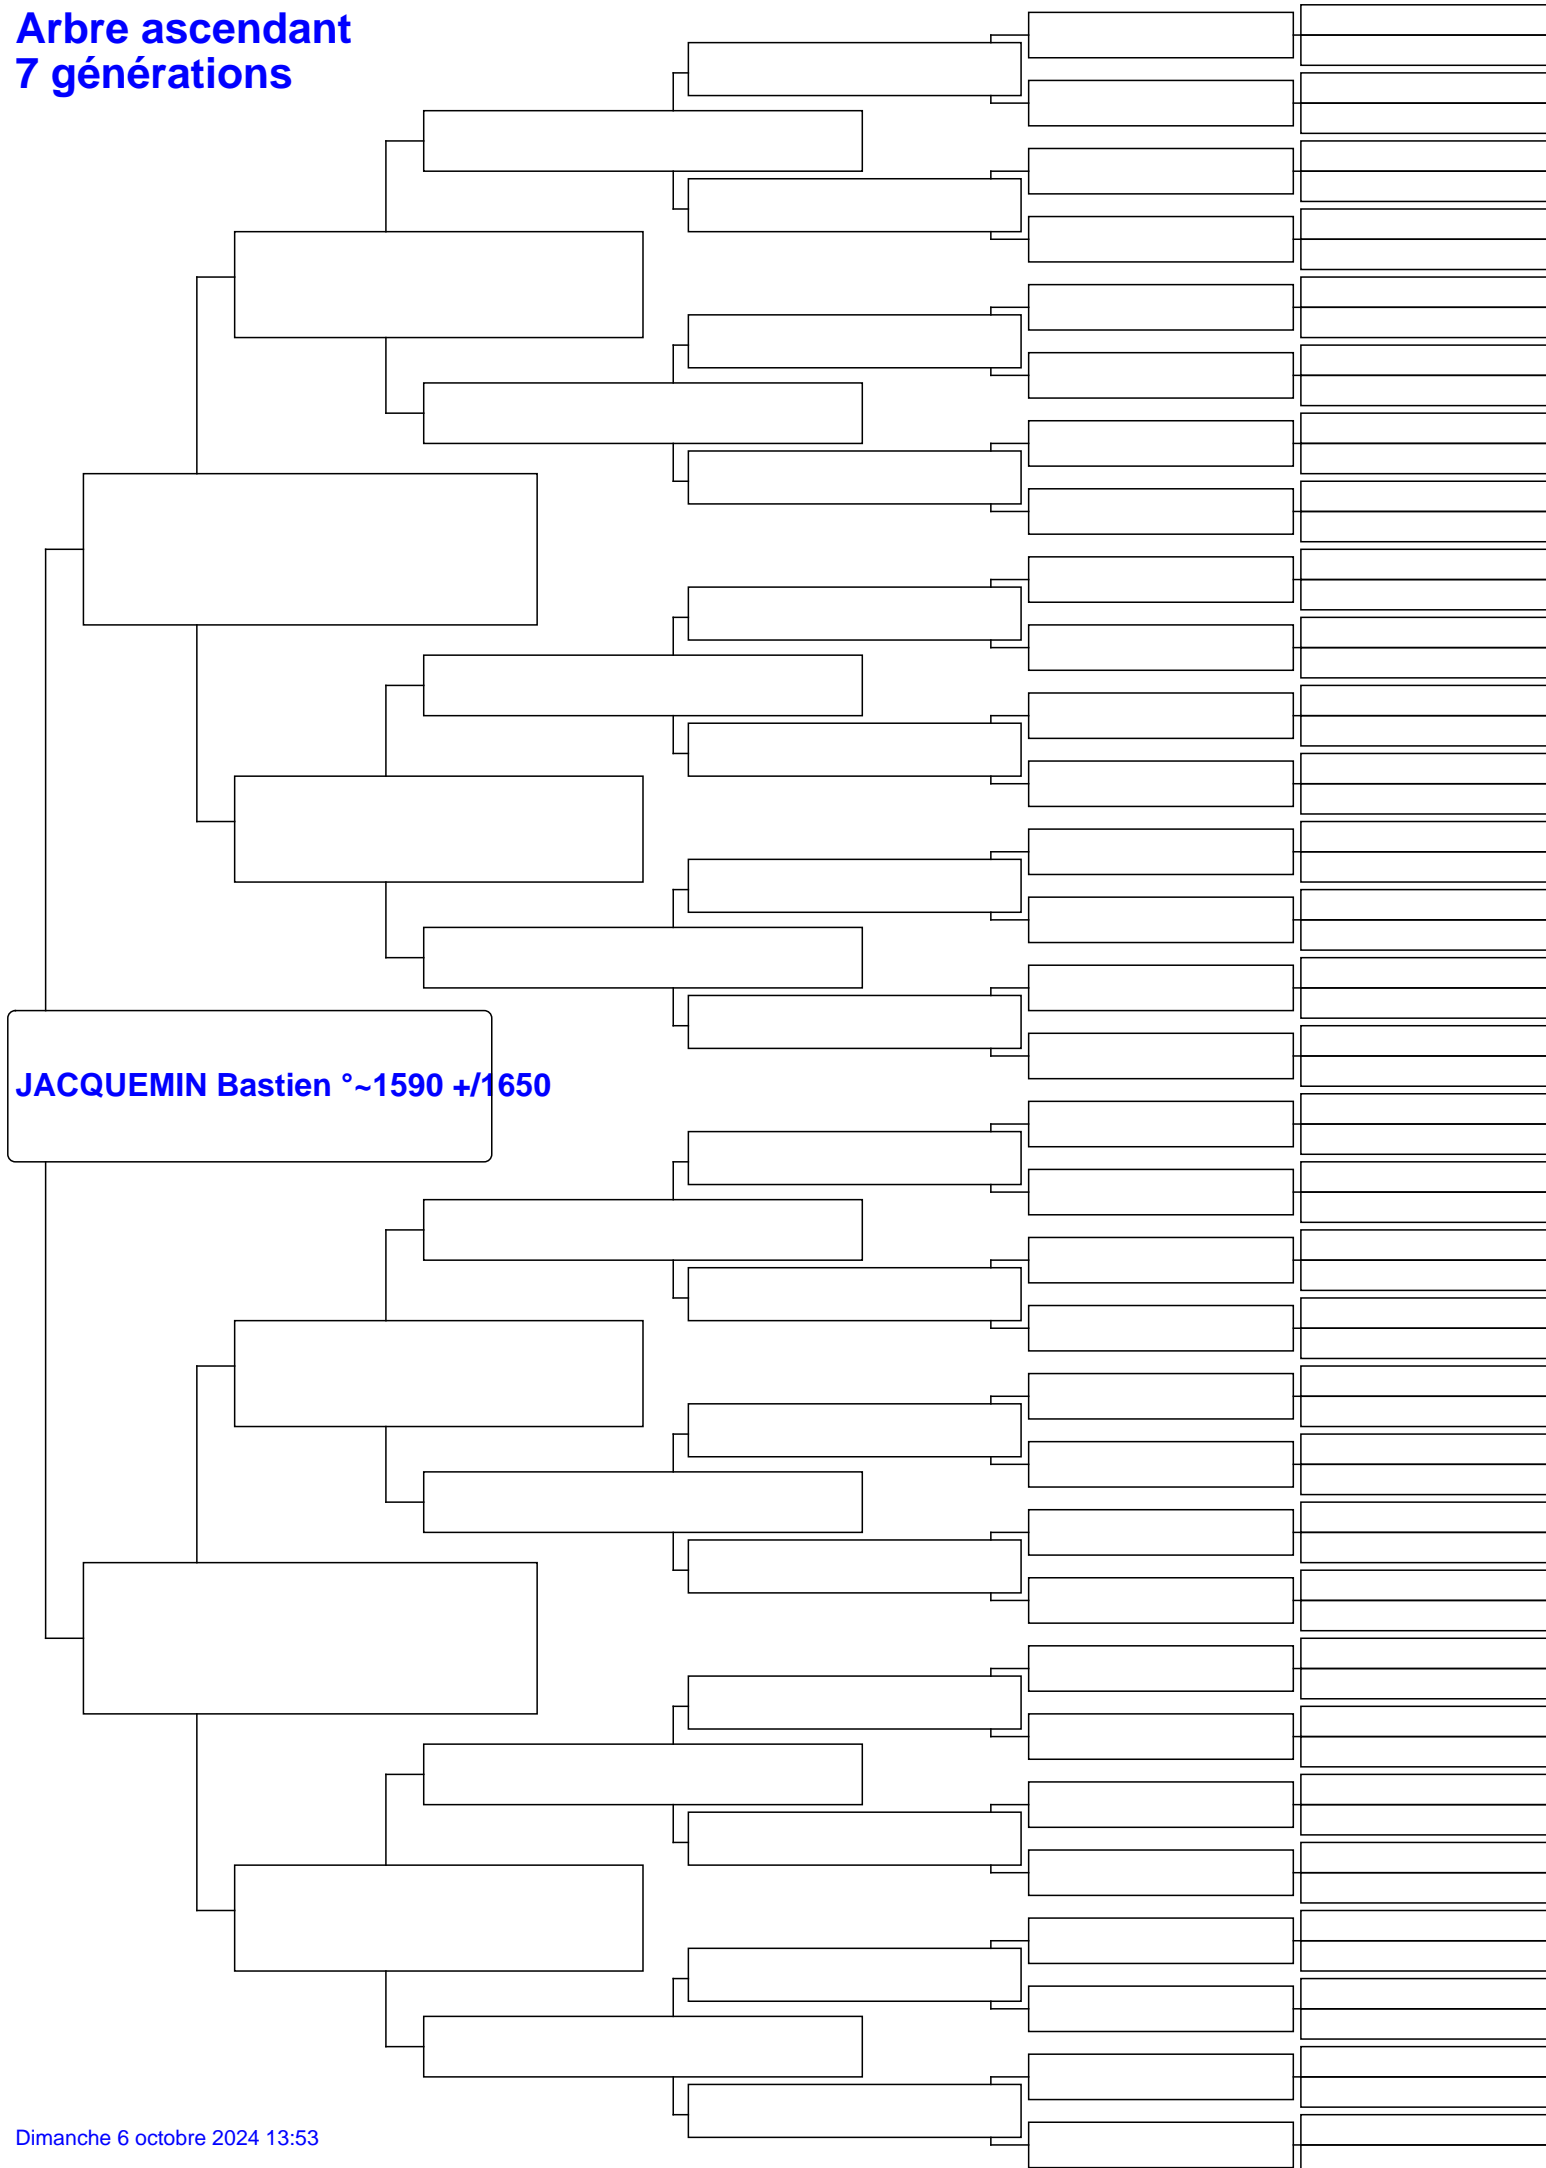 Arbre ascendant
7 générations
JACQUEMIN Bastien °~1590 +/1650
Dimanche 6 octobre 2024 13:53